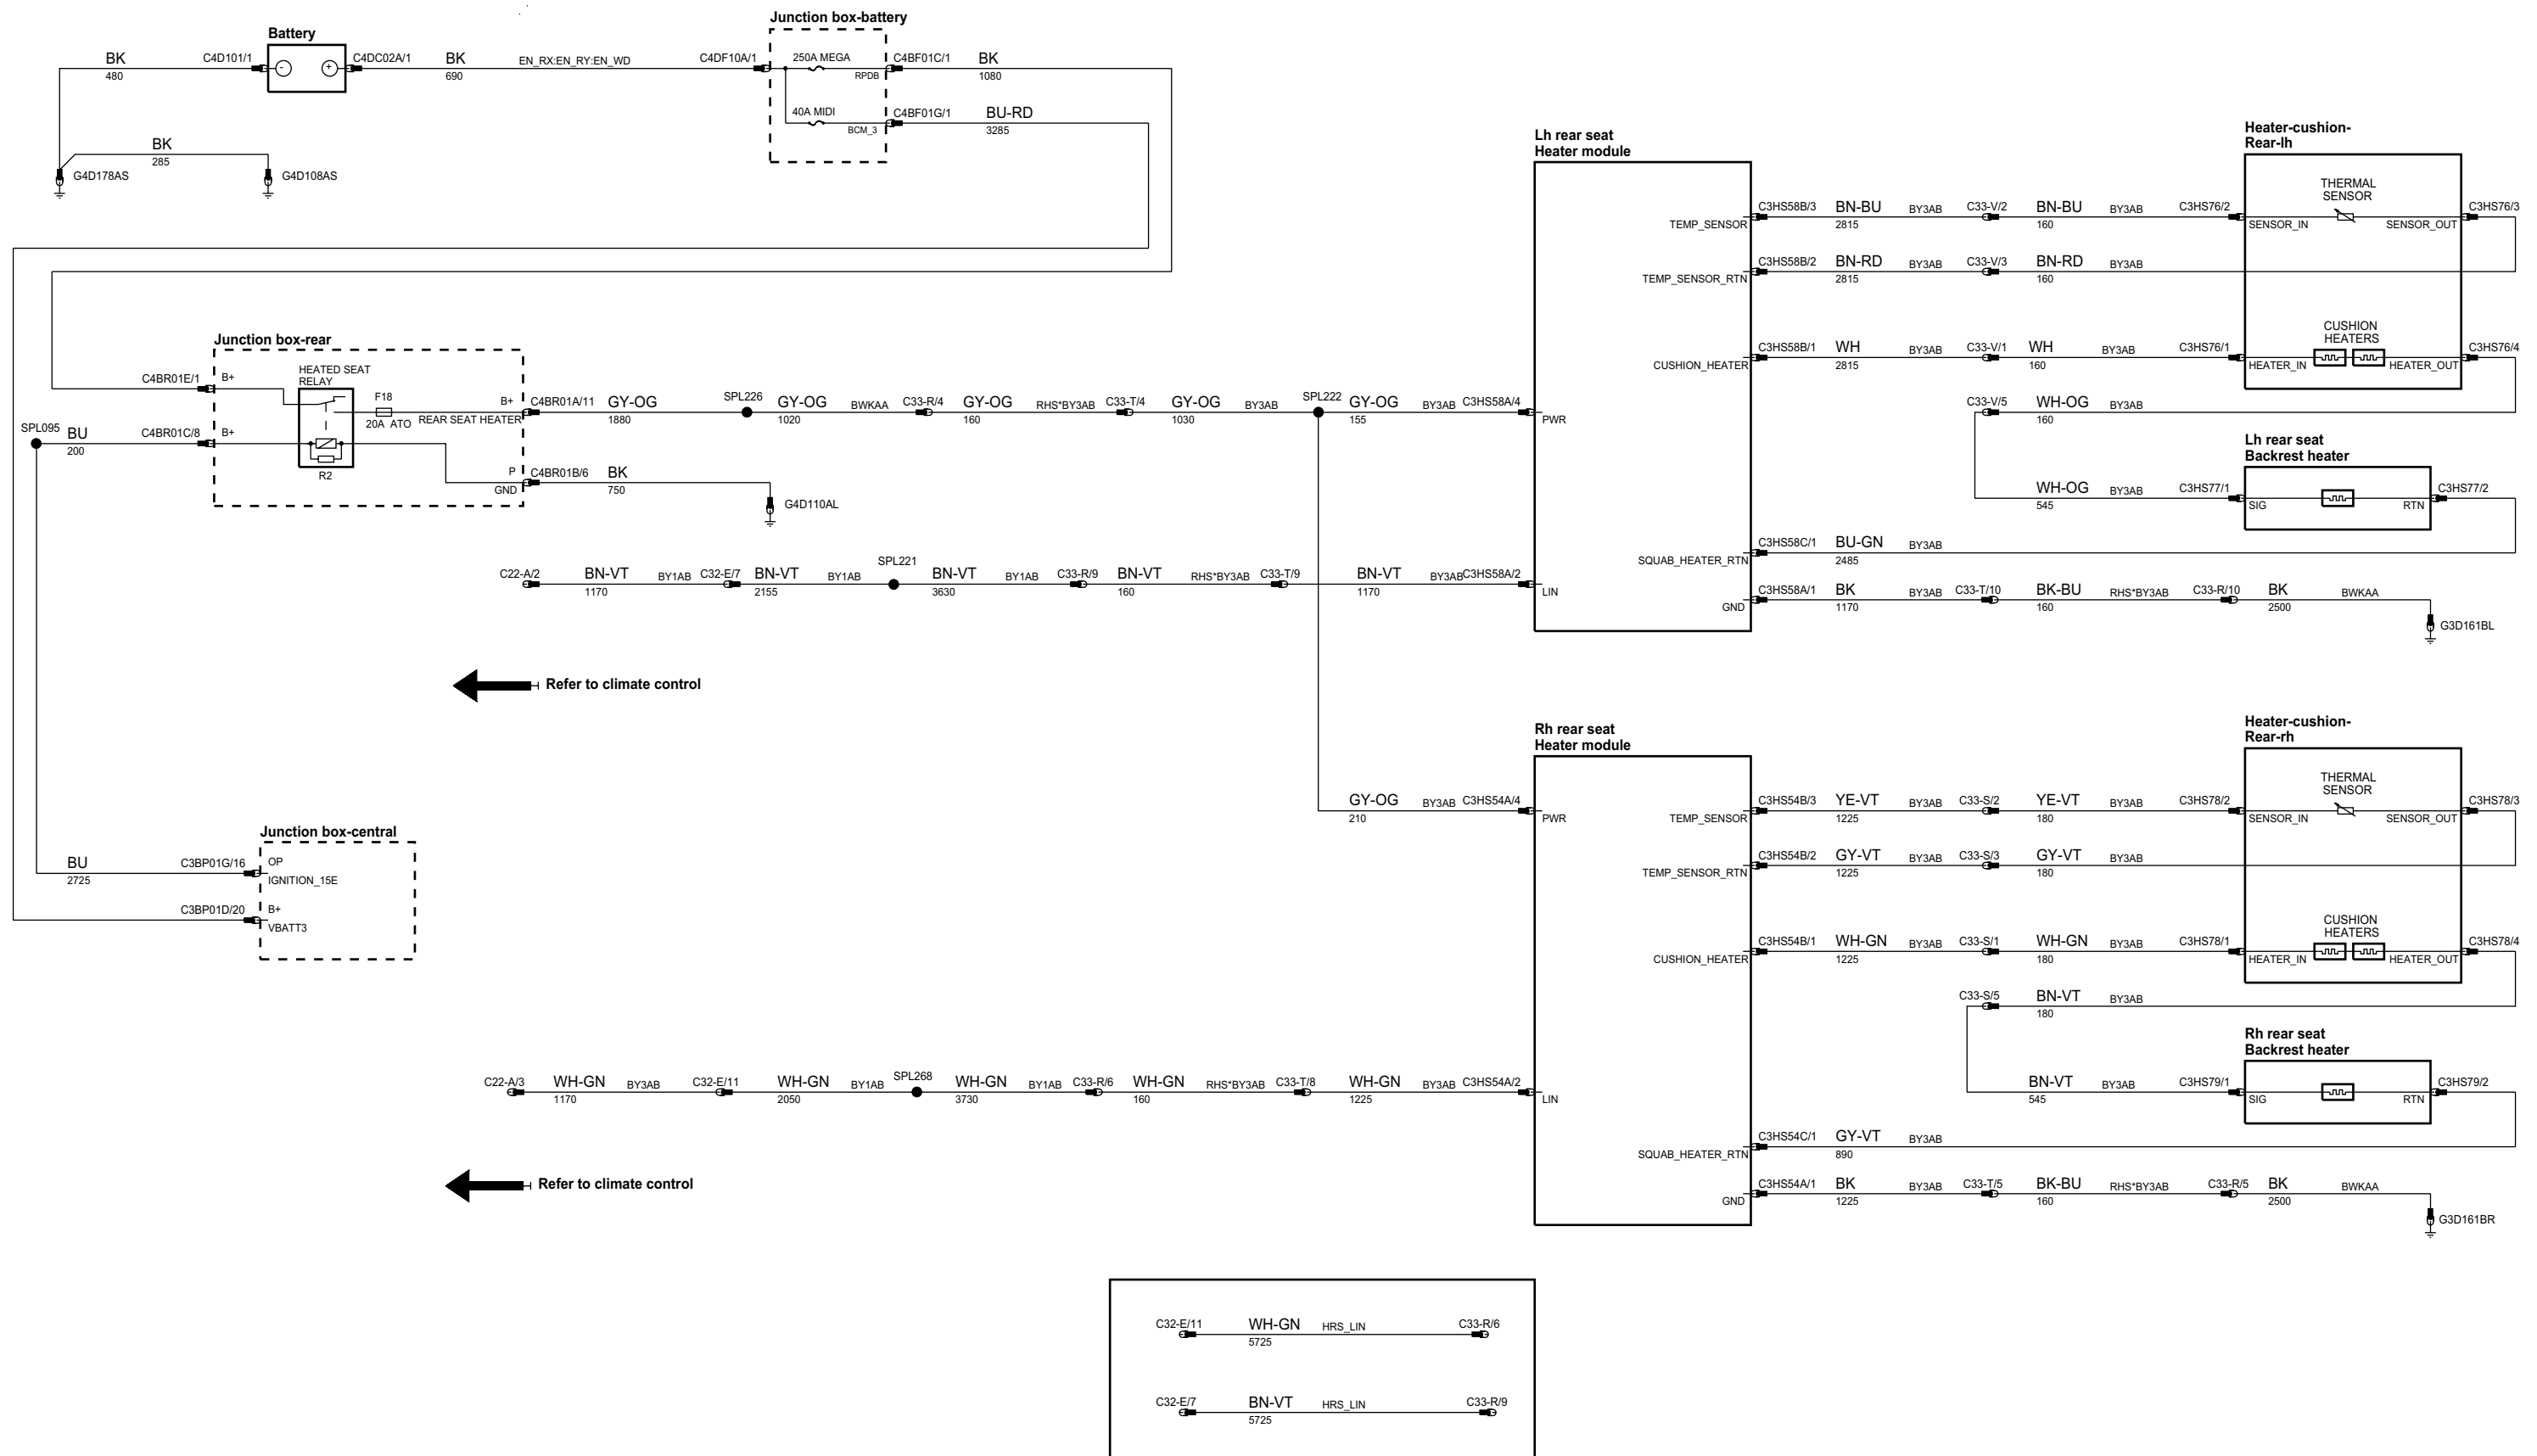 Junction box-battery
Battery
BK
480
C4D101/1
-
+
C4DC02A/1
BK
690
EN_RX:EN_RY:EN_WD
C4DF10A/1
250A MEGA
RPDB
C4BF01C/1
BK
1080
40A MIDI
BCM_3
C4BF01G/1
BU-RD
3285
BK
285
G4D178AS
G4D108AS
Lh rear seat
Heater module
TEMP_SENSOR
TEMP_SENSOR_RTN
CUSHION_HEATER
PWR
SQUAB_HEATER_RTN
LIN
GND
Heater-cushion-
Rear-lh
THERMAL
SENSOR
C3HS58B/3
BN-BU
2815
BY3AB
C33-V/2
BN-BU
160
BY3AB
C3HS76/2
SENSOR_IN
SENSOR_OUT
C3HS76/3
C3HS58B/2
BN-RD
2815
BY3AB
C33-V/3
BN-RD
160
BY3AB
CUSHION
HEATERS
C3HS58B/1
WH
2815
BY3AB
C33-V/1
WH
160
BY3AB
C3HS76/1
HEATER_IN
HEATER_OUT
C3HS76/4
C33-V/5
WH-OG
160
BY3AB
Lh rear seat
Backrest heater
WH-OG
545
BY3AB
C3HS77/1
SIG
RTN
C3HS77/2
C3HS58C/1
BU-GN
2485
BY3AB
C3HS58A/1
BK
1170
BY3AB
C33-T/10
BK-BU
160
RHS*BY3AB
C33-R/10
BK
2500
BWKAA
G3D161BL
Junction box-rear
C4BR01E/1
B+
HEATED SEAT
RELAY
F18
20A ATO
B+
REAR SEAT HEATER
C4BR01A/11
GY-OG
1880
SPL226
GY-OG
1020
BWKAA
C33-R/4
GY-OG
160
RHS*BY3AB
C33-T/4
GY-OG
1030
BY3AB
SPL222
GY-OG
155
BY3AB
C3HS58A/4
SPL095
BU
200
C4BR01C/8
B+
R2
P
GND
C4BR01B/6
BK
750
G4D110AL
C22-A/2
BN-VT
1170
BY1AB
C32-E/7
BN-VT
2155
BY1AB
SPL221
BN-VT
3630
BY1AB
C33-R/9
BN-VT
160
RHS*BY3AB
C33-T/9
BN-VT
1170
BY3AB
C3HS58A/2
Refer to climate control
Junction box-central
BU
2725
C3BP01G/16
OP
IGNITION_15E
C3BP01D/20
B+
VBATT3
Rh rear seat
Heater module
GY-OG
210
BY3AB
C3HS54A/4
PWR
TEMP_SENSOR
TEMP_SENSOR_RTN
CUSHION_HEATER
LIN
SQUAB_HEATER_RTN
GND
Heater-cushion-
Rear-rh
THERMAL
SENSOR
C3HS54B/3
YE-VT
1225
BY3AB
C33-S/2
YE-VT
180
BY3AB
C3HS78/2
SENSOR_IN
SENSOR_OUT
C3HS78/3
C3HS54B/2
GY-VT
1225
BY3AB
C33-S/3
GY-VT
180
BY3AB
CUSHION
HEATERS
C3HS54B/1
WH-GN
1225
BY3AB
C33-S/1
WH-GN
180
BY3AB
C3HS78/1
HEATER_IN
HEATER_OUT
C3HS78/4
C33-S/5
BN-VT
180
BY3AB
Rh rear seat
Backrest heater
BN-VT
545
BY3AB
C3HS79/1
SIG
RTN
C3HS79/2
C3HS54C/1
GY-VT
890
BY3AB
C3HS54A/1
BK
1225
BY3AB
C33-T/5
BK-BU
160
RHS*BY3AB
C33-R/5
BK
2500
BWKAA
G3D161BR
C22-A/3
WH-GN
1170
BY3AB
C32-E/11
WH-GN
2050
BY1AB
SPL268
WH-GN
3730
BY1AB
C33-R/6
WH-GN
160
RHS*BY3AB
C33-T/8
WH-GN
1225
BY3AB
C3HS54A/2
Refer to climate control
C32-E/11
WH-GN
5725
HRS_LIN
C33-R/6
C32-E/7
BN-VT
5725
HRS_LIN
C33-R/9